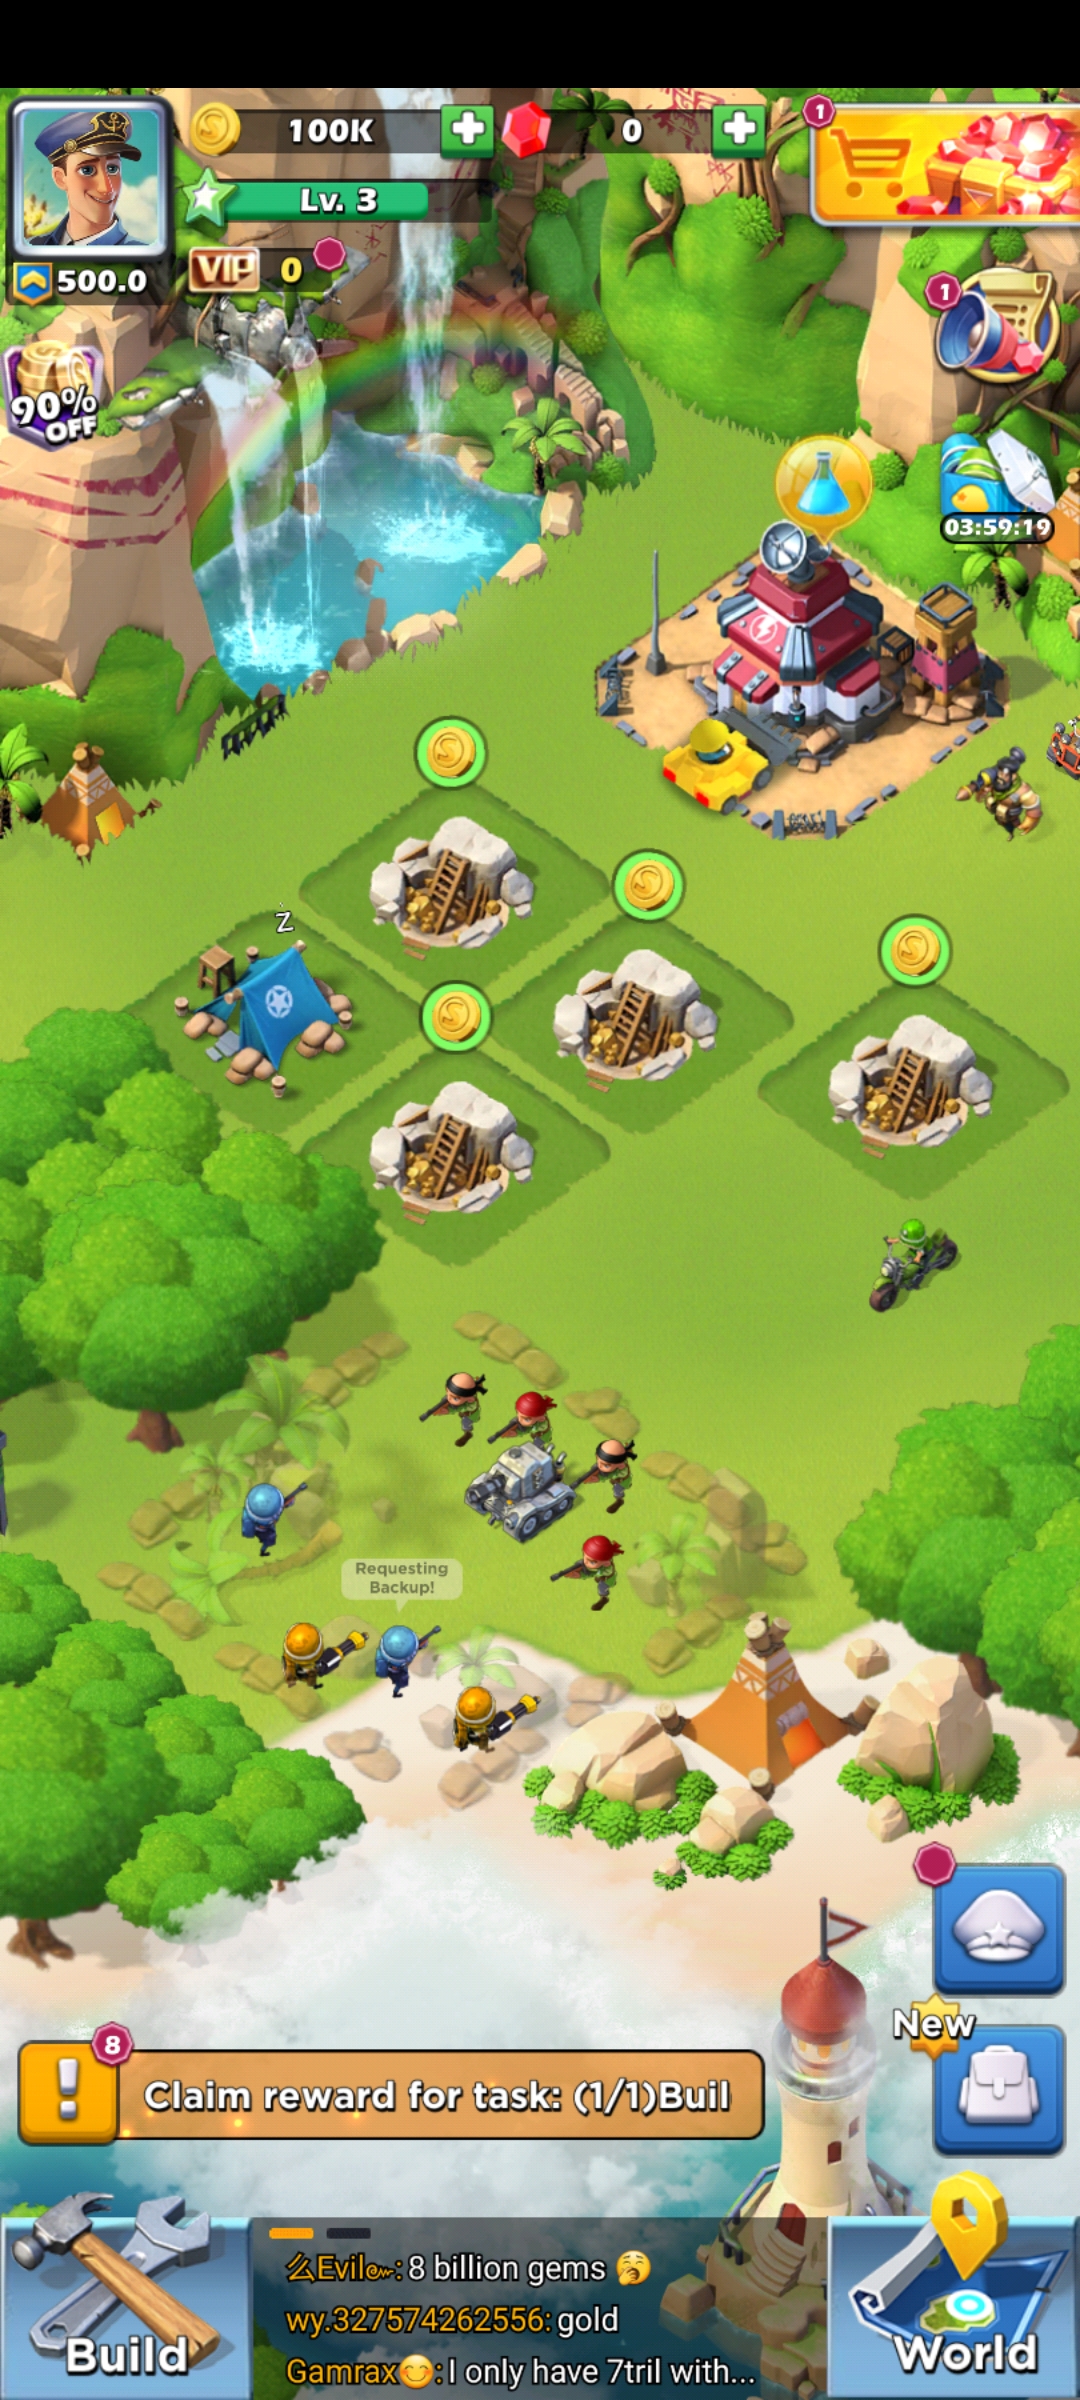 100K
0
1
Lv. 3
500.0
VIP 0
1
90%
OFF
03:59:19
Z
Requesting
Backup!
New
8
! Claim reward for task: (1/1)Buil
么Evil: 8 billion gems 🥱
wy.327574262556: gold
Gamrax😊: I only have 7tril with...
Build
World